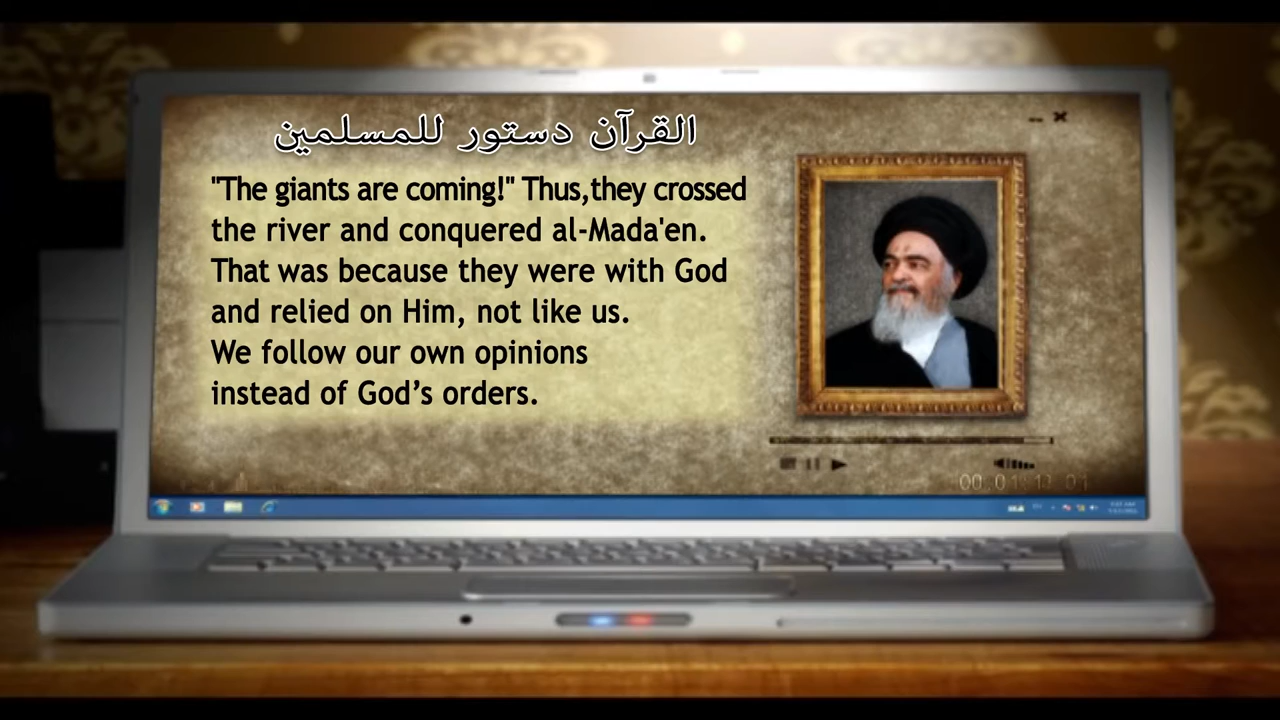 القرآن دستور للمسلمين
"The giants are coming!" Thus,they crossed
the river and conquered al-Mada'en.
That was because they were with God
and relied on Him, not like us.
We follow our own opinions
instead of God’s orders.